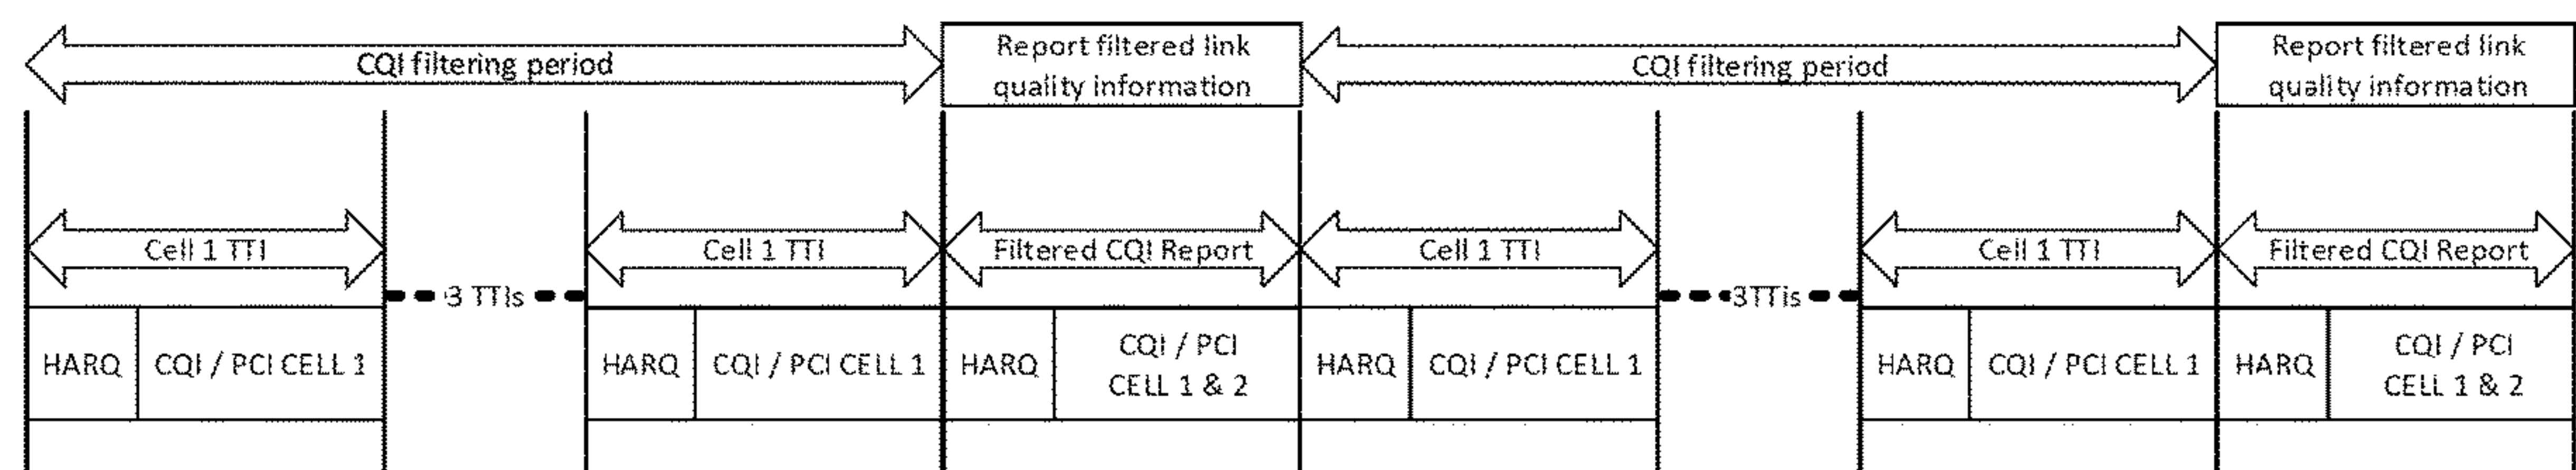 CQI filtering period
Report filtered link
quality information
CQI filtering period
Report filtered link
quality information
Cell 1 TTI
Cell 1 TTI
Filtered CQI Report
Cell 1 TTI
Cell 1 TTI
Filtered CQI Report
3 TTIs
3TTis
HARQ
CQI / PCI CELL 1
HARQ
CQI / PCI CELL 1
HARQ
CQI / PCI
CELL 1 & 2
HARQ
CQI / PCI CELL 1
HARQ
CQI / PCI CELL 1
HARQ
CQI / PCI
CELL 1 & 2